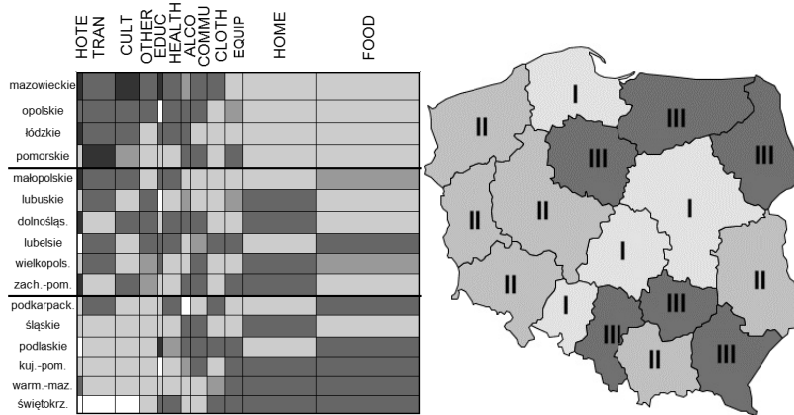 HOTE
TRAN
CULT
OTHER
EDUC
HEALTH
ALCO
COMMU
CLOTH
EQUIP
HOME
FOOD
mazowieckie
opolskie
łódzkie
pomorskie
małopolskie
lubuskie
dolnośląs.
lubelsie
wielkopols.
zach.-pom.
podkarpack.
śląskie
podlaskie
kuj.-pom.
warm.-maz.
świętokrz.
I
II
III
III
III
I
II
II
I
II
II
I
III
III
II
III